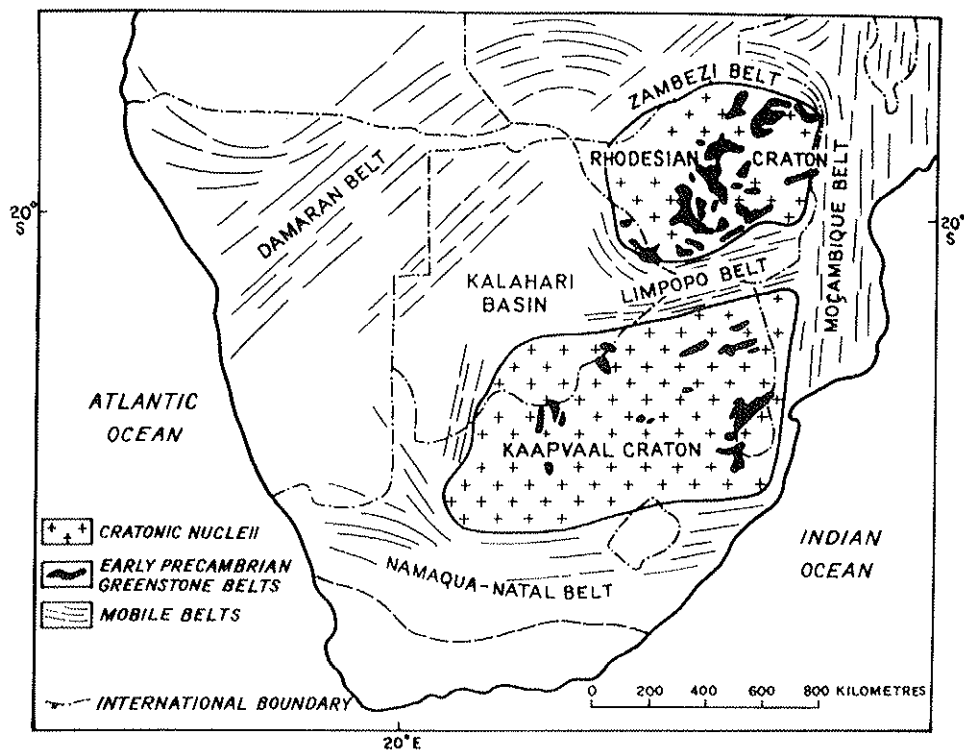 ZAMBEZI BELT
RHODESIAN CRATON
DAMARAN BELT
MOÇAMBIQUE BELT
20°
S
20°
S
LIMPOPO BELT
KALAHARI
BASIN
ATLANTIC
OCEAN
KAAPVAAL CRATON
INDIAN
OCEAN
NAMAQUA-NATAL BELT
CRATONIC NUCLEII
EARLY PRECAMBRIAN
GREENSTONE BELTS
MOBILE BELTS
INTERNATIONAL BOUNDARY
0 200 400 600 800 KILOMETRES
20°E